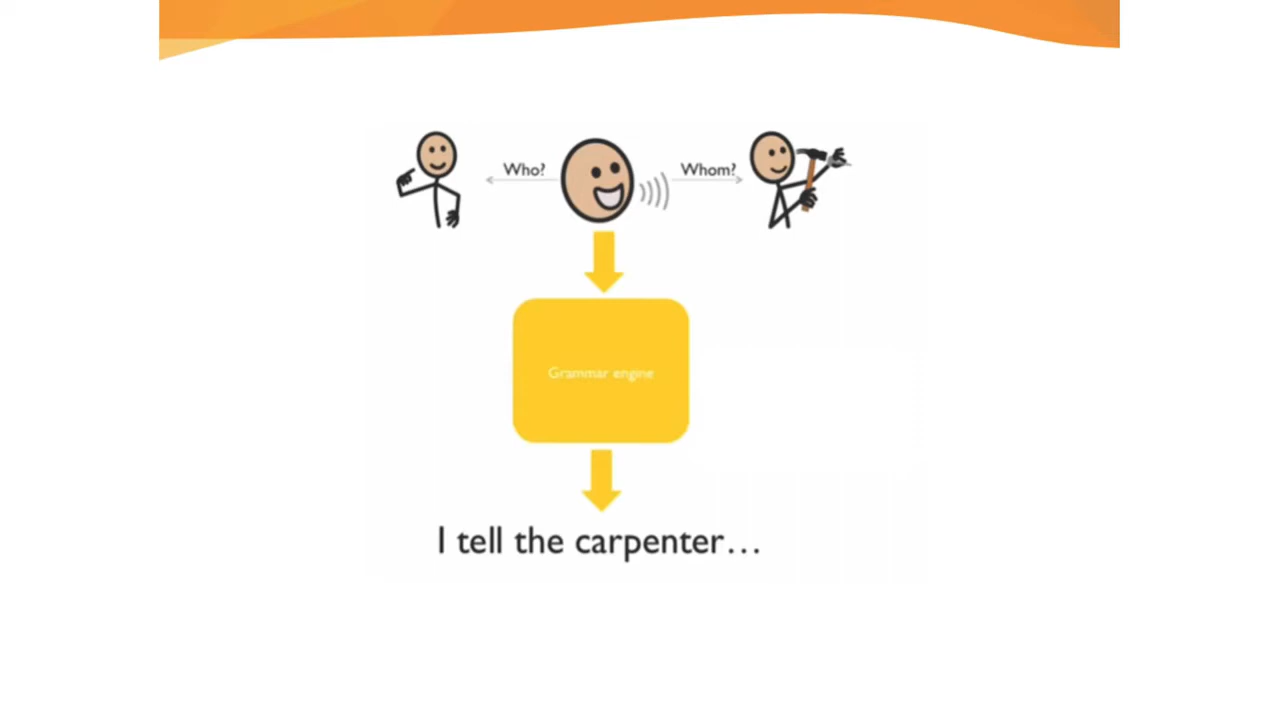 Who?
Whom?
Grammar engine
I tell the carpenter…